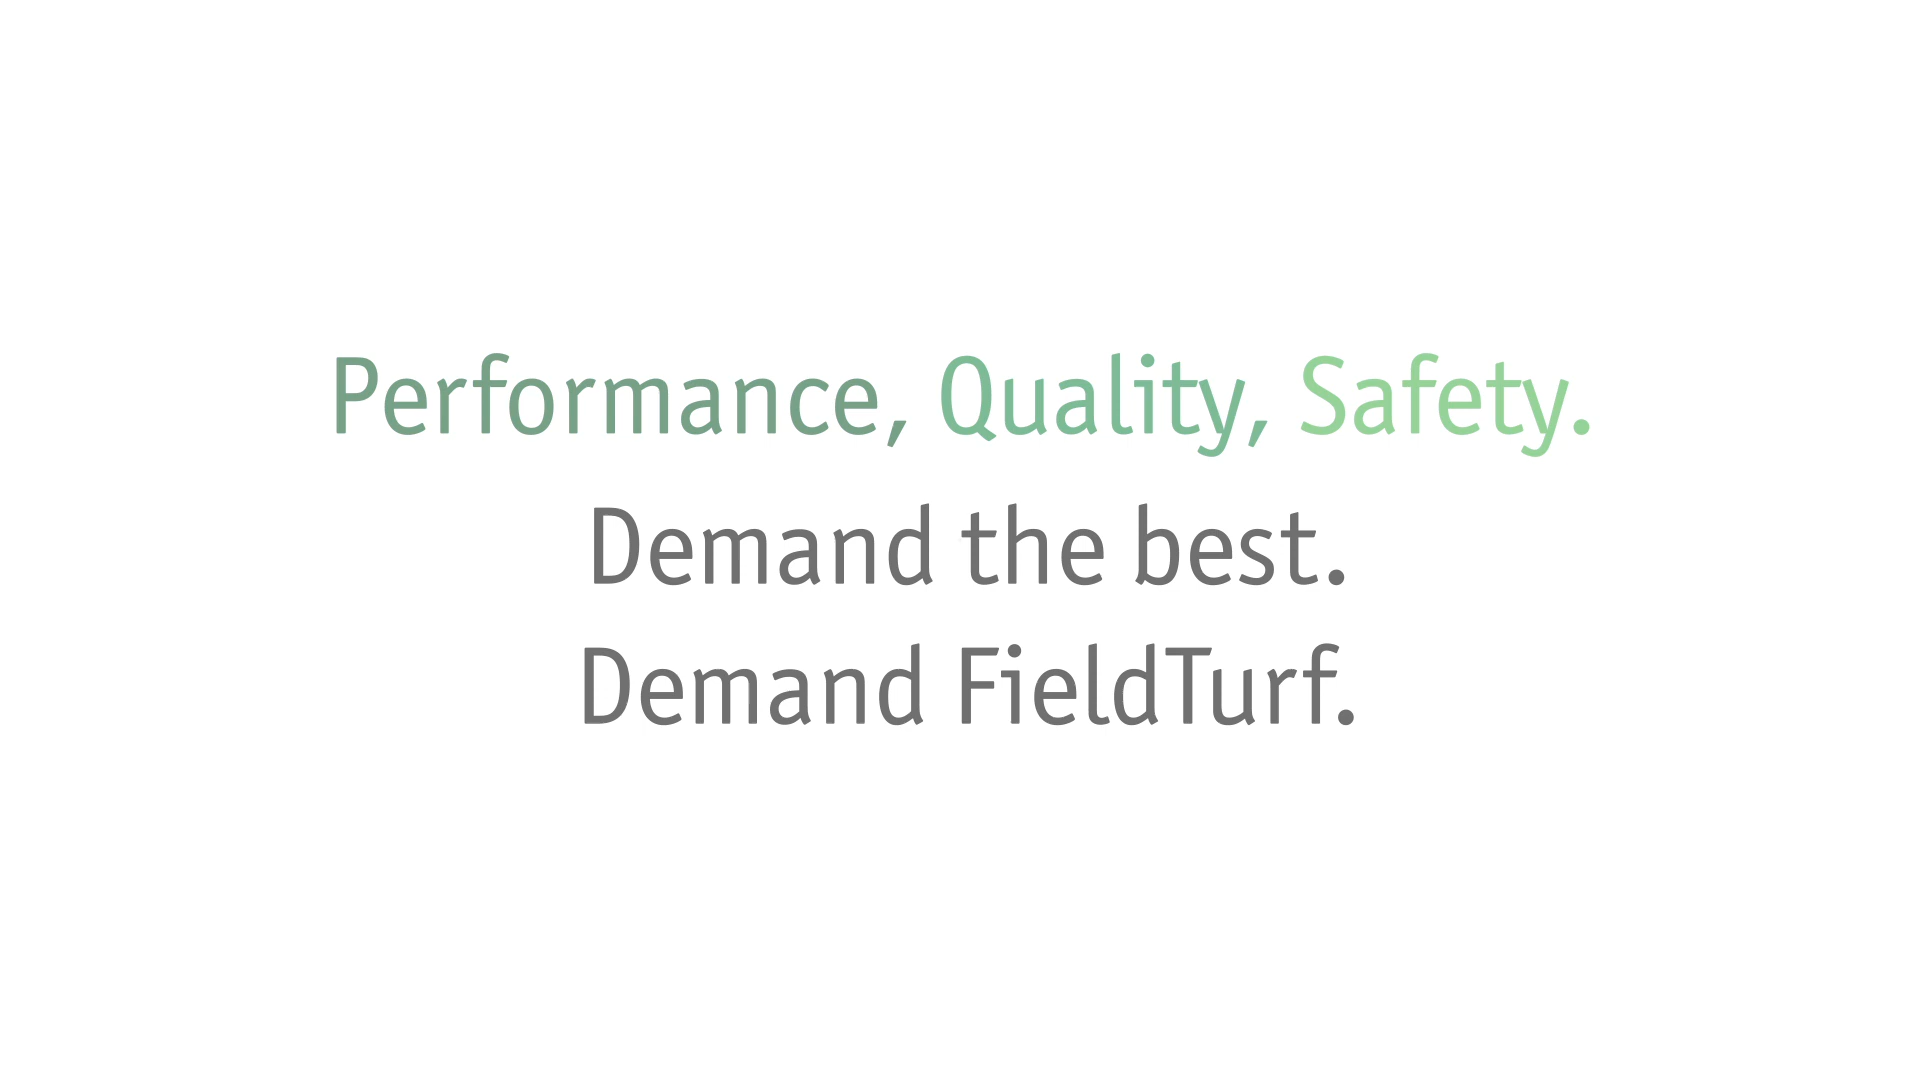 Performance, Quality, Safety.
Demand the best.
Demand FieldTurf.